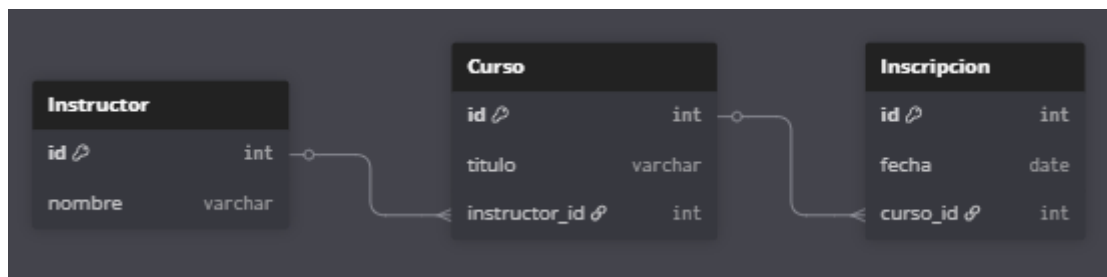 Instructor
id int
nombre varchar
Curso
id int
titulo varchar
instructor_id int
Inscripcion
id int
fecha date
curso_id int